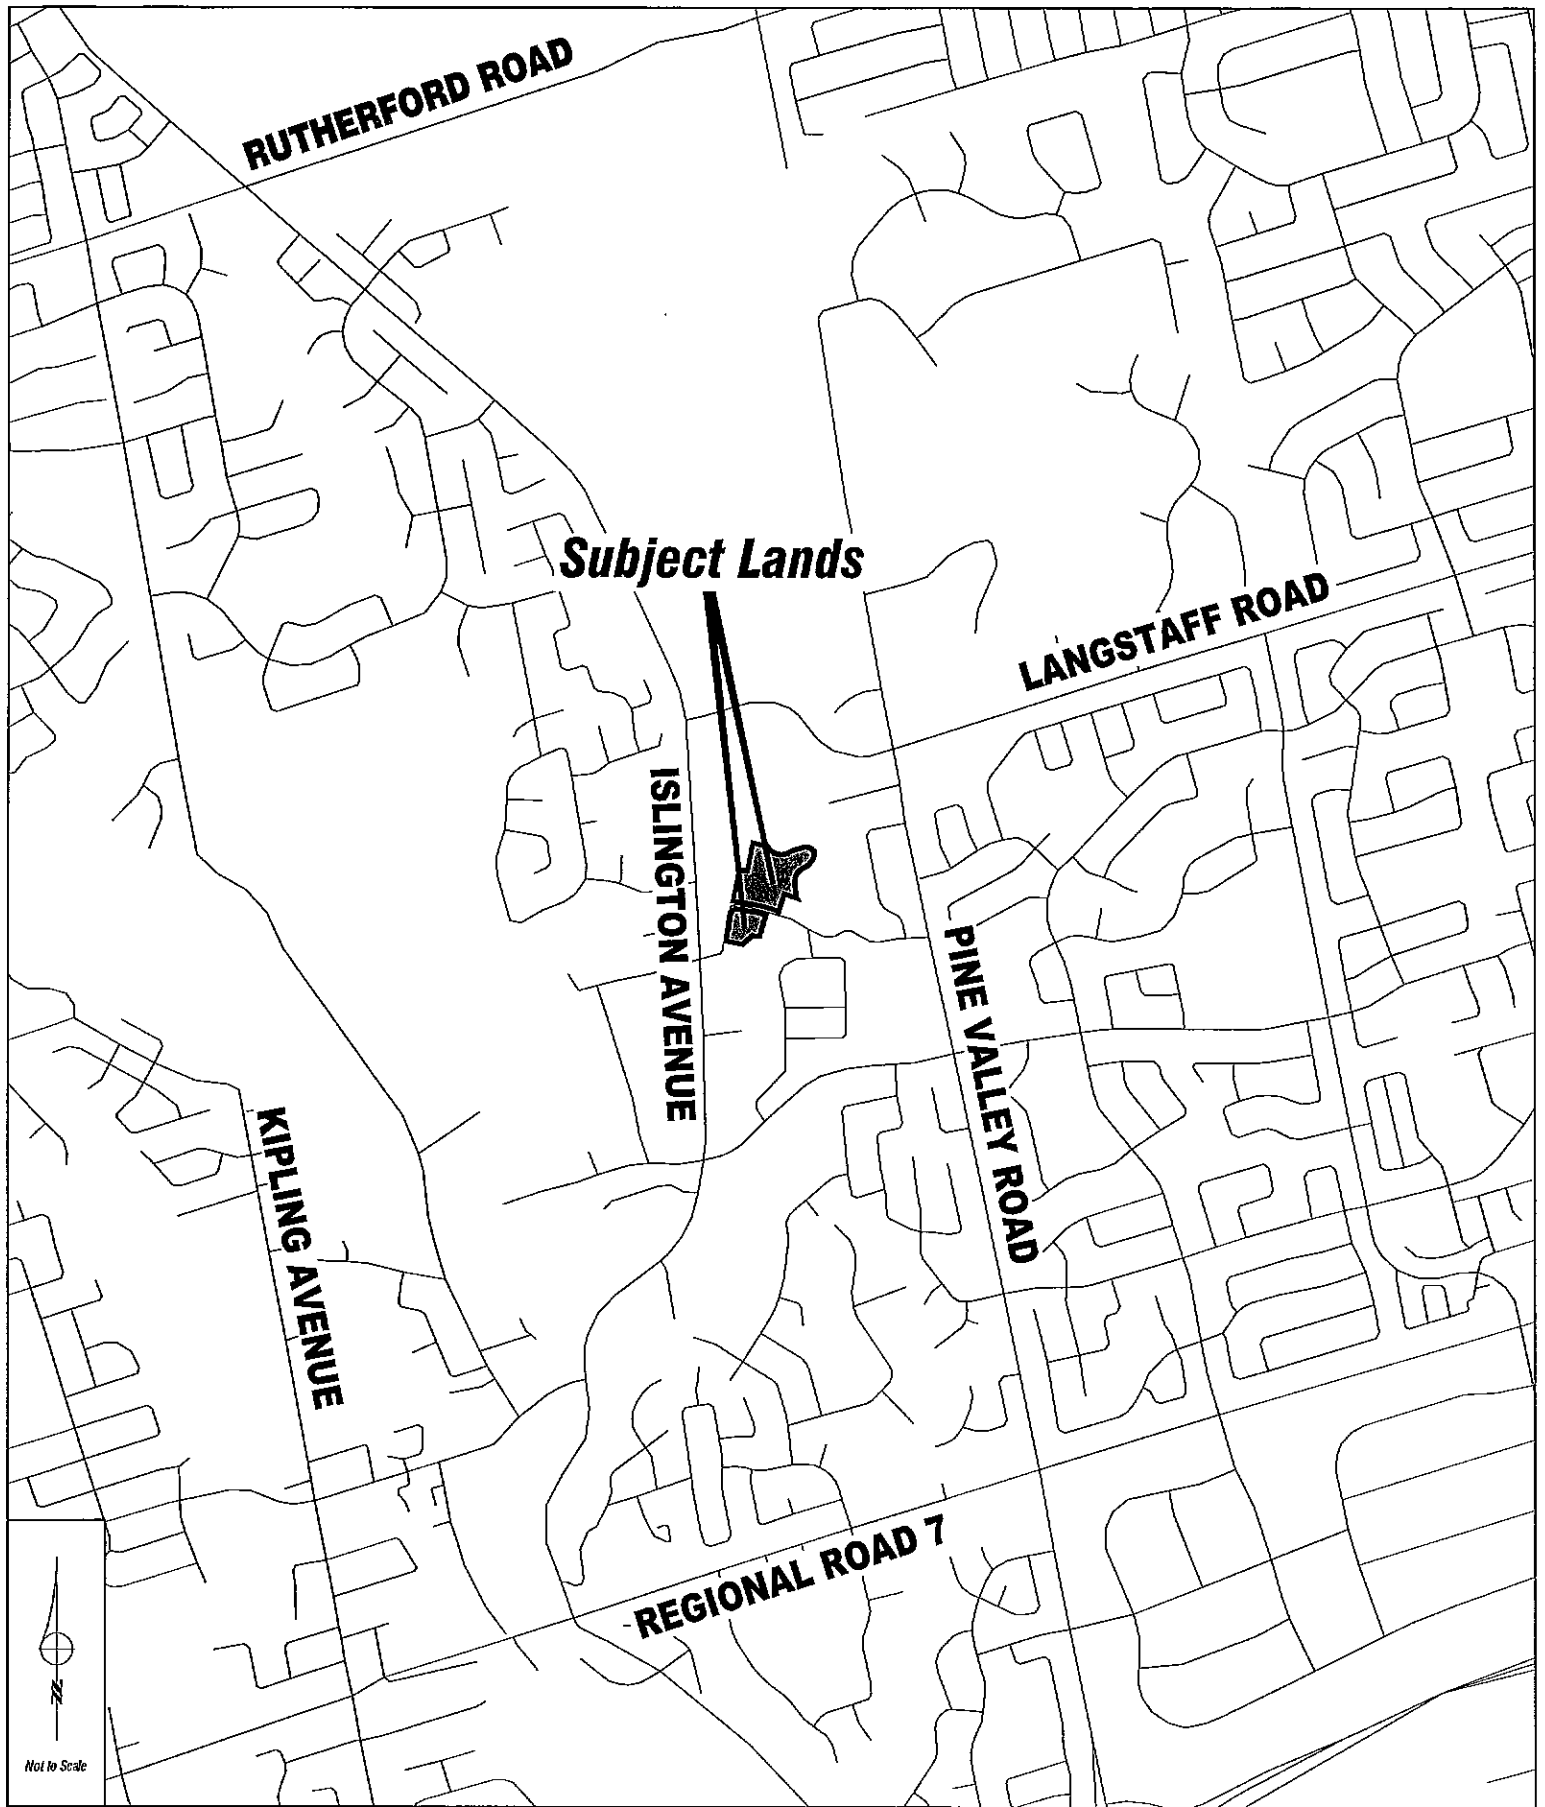 RUTHERFORD ROAD
Subject Lands
LANGSTAFF ROAD
ISLINGTON AVENUE
PINE VALLEY ROAD
KIPLING AVENUE
REGIONAL ROAD 7
N
Not to Scale